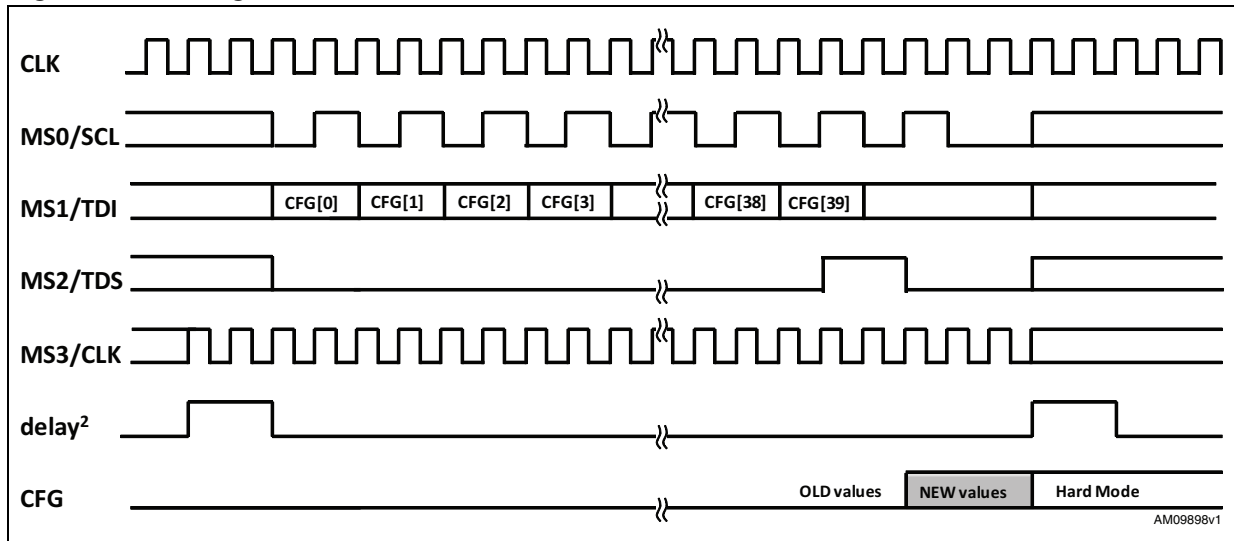 CLK
MS0/SCL
MS1/TDI
CFG[0] CFG[1] CFG[2] CFG[3] CFG[38] CFG[39]
MS2/TDS
MS3/CLK
delay²
CFG
OLD values NEW values Hard Mode
AM09898v1